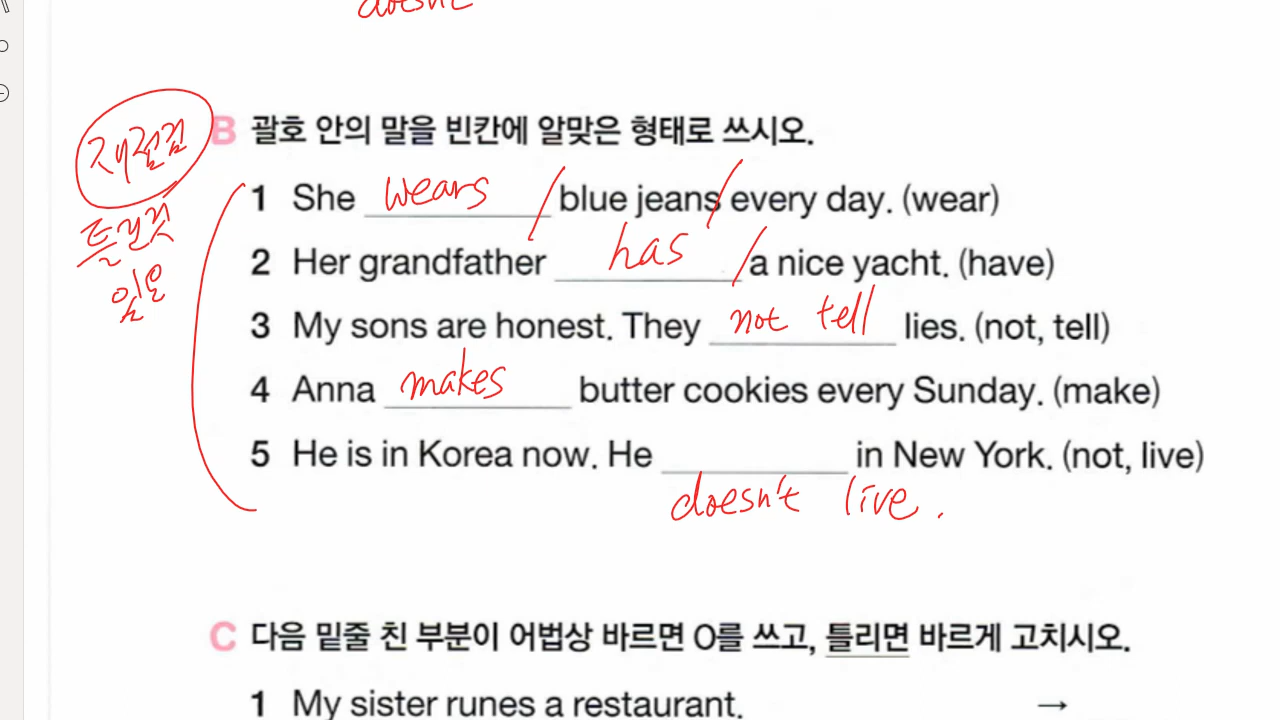 doesn't
재점검
틀린것
있음
B 괄호 안의 말을 빈칸에 알맞은 형태로 쓰시오.
1 She wears / blue jeans / every day. (wear)
2 Her grandfather has / a nice yacht. (have)
3 My sons are honest. They not tell lies. (not, tell)
4 Anna makes butter cookies every Sunday. (make)
5 He is in Korea now. He doesn't live. in New York. (not, live)
C 다음 밑줄 친 부분이 어법상 바르면 O를 쓰고, 틀리면 바르게 고치시오.
1 My sister runes a restaurant. →